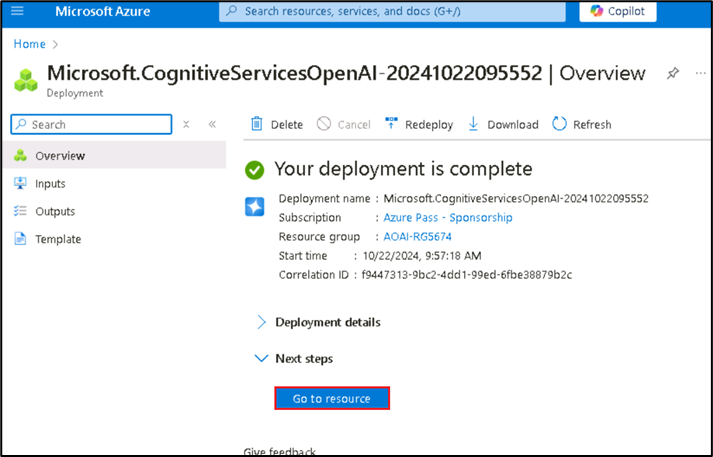 Microsoft Azure
Search resources, services, and docs (G+/)
Copilot
Home >
Microsoft.CognitiveServicesOpenAI-20241022095552 | Overview
Deployment
Search
Delete
Cancel
Redeploy
Download
Refresh
Overview
Inputs
Outputs
Template
Your deployment is complete
Deployment name : Microsoft.CognitiveServicesOpenAI-20241022095552
Subscription : Azure Pass - Sponsorship
Resource group : AOAI-RG5674
Start time : 10/22/2024, 9:57:18 AM
Correlation ID : f9447313-9bc2-4dd1-99ed-6fbe38879b2c
Deployment details
Next steps
Go to resource
Give feedback